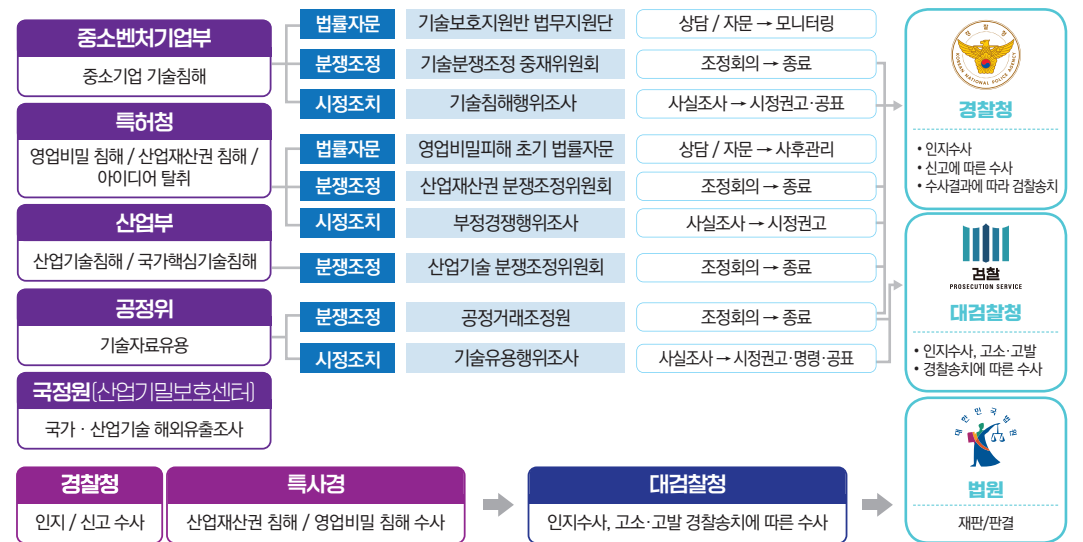 중소벤처기업부
중소기업 기술침해
법률자문 기술보호지원반 법무지원단 상담 / 자문 → 모니터링
분쟁조정 기술분쟁조정 중재위원회 조정회의 → 종료
시정조치 기술침해행위조사 사실조사 → 시정권고·공표
특허청
영업비밀 침해 / 산업재산권 침해 /
아이디어 탈취
법률자문 영업비밀피해 초기 법률자문 상담 / 자문 → 사후관리
분쟁조정 산업재산권 분쟁조정위원회 조정회의 → 종료
시정조치 부정경쟁행위조사 사실조사 → 시정권고
산업부
산업기술침해 / 국가핵심기술침해
분쟁조정 산업기술 분쟁조정위원회 조정회의 → 종료
공정위
기술자료유용
분쟁조정 공정거래조정원 조정회의 → 종료
시정조치 기술유용행위조사 사실조사 → 시정권고·명령·공표
국정원(산업기밀보호센터)
국가 · 산업기술 해외유출조사
경찰청
KOREAN NATIONAL POLICE AGENCY
경찰청
• 인지수사
• 신고에 따른 수사
• 수사결과에 따라 검찰송치
검찰
PROSECUTION SERVICE
대검찰청
• 인지수사, 고소·고발
• 경찰송치에 따른 수사
대한민국법원
법원
재판/판결
경찰청
인지 / 신고 수사
특사경
산업재산권 침해 / 영업비밀 침해 수사
대검찰청
인지수사, 고소·고발 경찰송치에 따른 수사